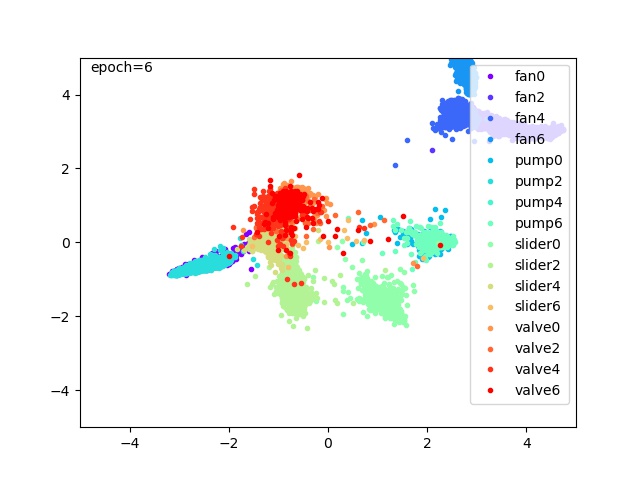 epoch=6
4
2
0
−2
−4
−4
−2
0
2
4
fan0
fan2
fan4
fan6
pump0
pump2
pump4
pump6
slider0
slider2
slider4
slider6
valve0
valve2
valve4
valve6